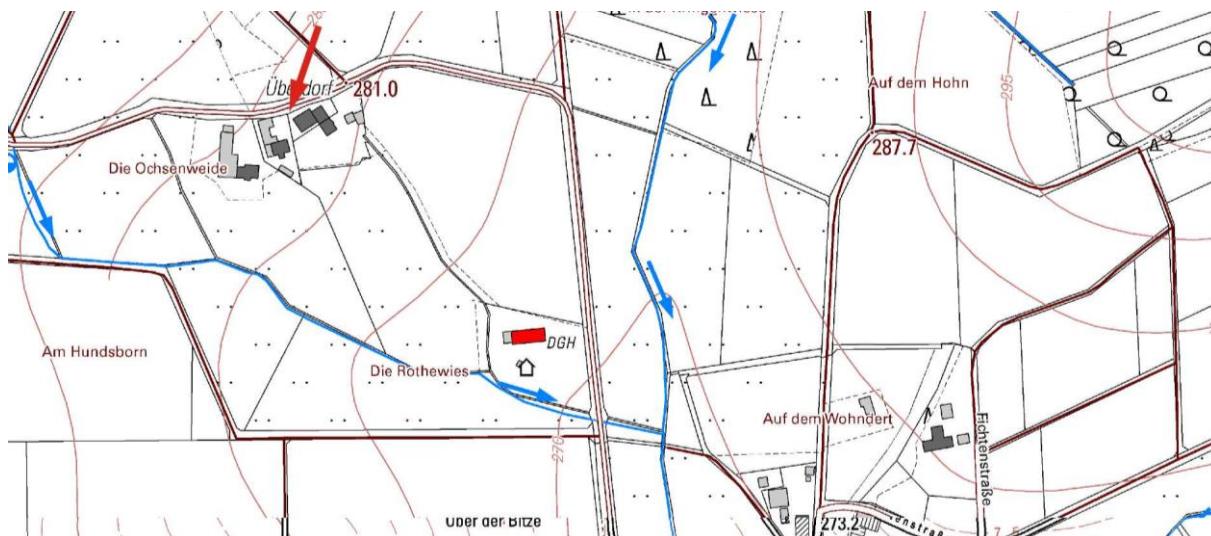 Auf dem Hohn
295
Überdorf
281.0
287.7
Die Ochsenweide
Am Hundsborn
DGH
Die Rothewies
Auf dem Wohndert
Fichtenstraße
270
273.2
Über der Bitze